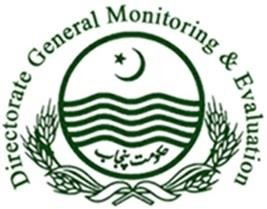 Directorate General Monitoring & Evaluation
حکومت پنجاب